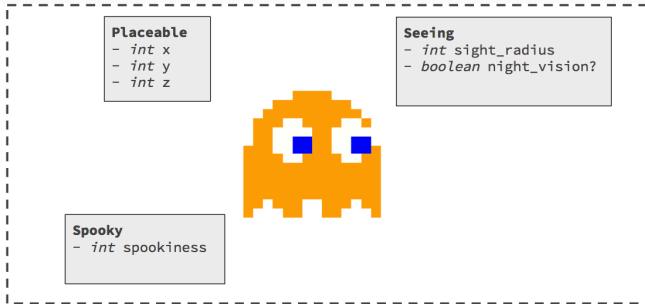 Placeable
- int x
- int y
- int z
Seeing
- int sight_radius
- boolean night_vision?
Spooky
- int spookiness